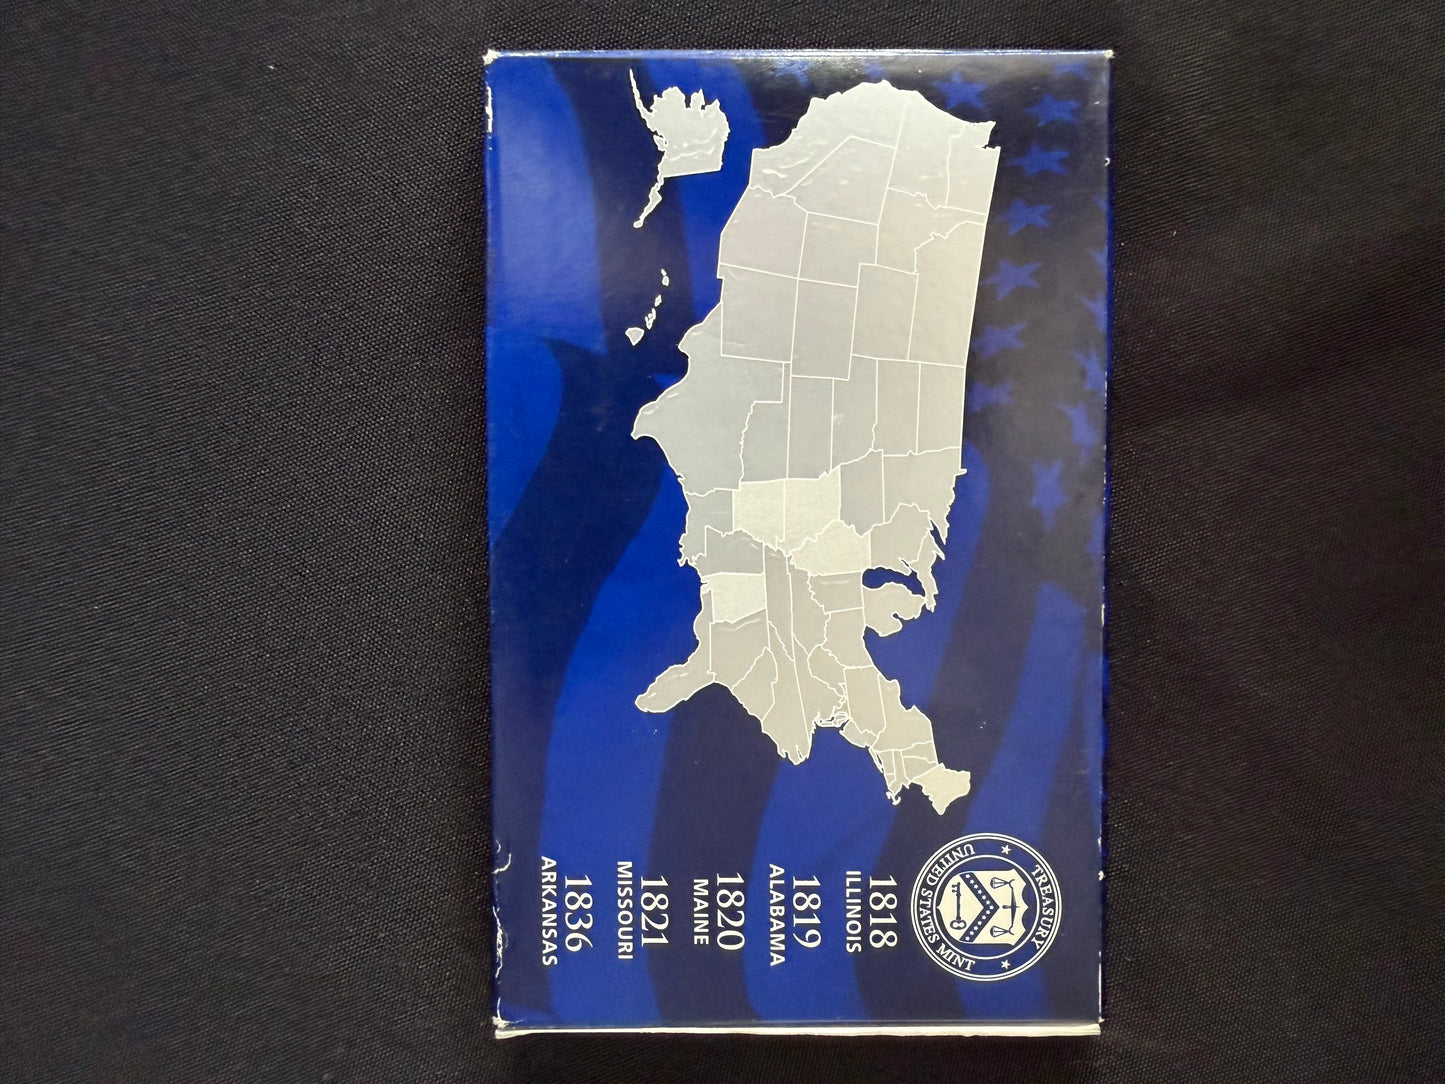 TREASURY
UNITED STATES MINT
1818
ILLINOIS
1819
ALABAMA
1820
MAINE
1821
MISSOURI
1836
ARKANSAS